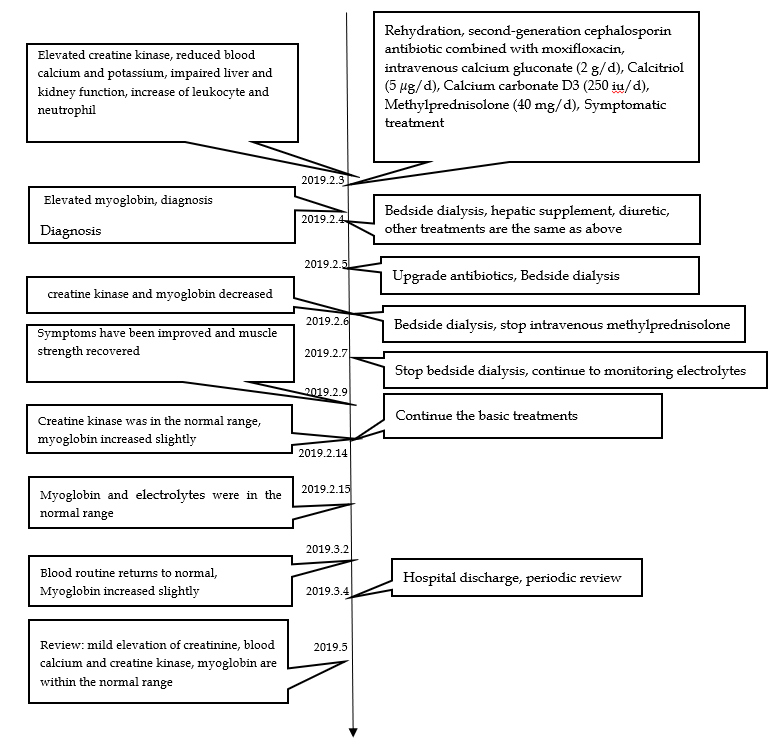 Elevated creatine kinase, reduced blood
calcium and potassium, impaired liver and
kidney function, increase of leukocyte and
neutrophil
Rehydration, second-generation cephalosporin
antibiotic combined with moxifloxacin,
intravenous calcium gluconate (2 g/d), Calcitriol
(5 μg/d), Calcium carbonate D3 (250 iu/d),
Methylprednisolone (40 mg/d), Symptomatic
treatment
2019.2.3
Elevated myoglobin, diagnosis
Diagnosis
2019.2.4
Bedside dialysis, hepatic supplement, diuretic,
other treatments are the same as above
2019.2.5
Upgrade antibiotics, Bedside dialysis
creatine kinase and myoglobin decreased
2019.2.6
Bedside dialysis, stop intravenous methylprednisolone
Symptoms have been improved and muscle
strength recovered
2019.2.7
Stop bedside dialysis, continue to monitoring electrolytes
2019.2.9
Creatine kinase was in the normal range,
myoglobin increased slightly
Continue the basic treatments
2019.2.14
Myoglobin and electrolytes were in the
normal range
2019.2.15
2019.3.2
Blood routine returns to normal,
Myoglobin increased slightly
Hospital discharge, periodic review
2019.3.4
Review: mild elevation of creatinine, blood
calcium and creatine kinase, myoglobin are
within the normal range
2019.5